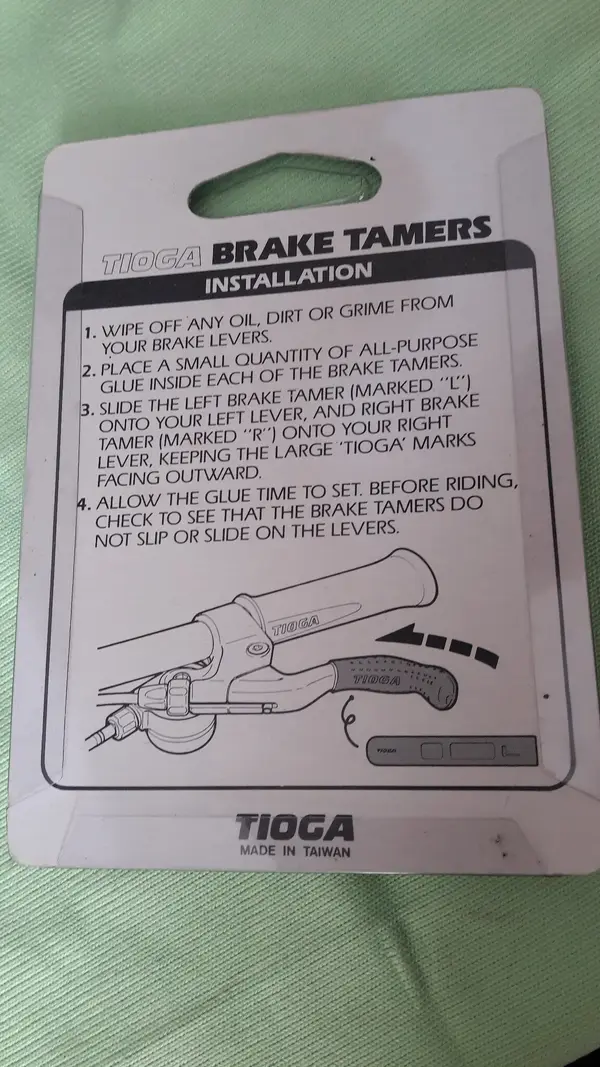 TIOGA BRAKE TAMERS
INSTALLATION
1. WIPE OFF ANY OIL, DIRT OR GRIME FROM
YOUR BRAKE LEVERS.
2. PLACE A SMALL QUANTITY OF ALL-PURPOSE
GLUE INSIDE EACH OF THE BRAKE TAMERS.
3. SLIDE THE LEFT BRAKE TAMER (MARKED "L")
ONTO YOUR LEFT LEVER, AND RIGHT BRAKE
TAMER (MARKED "R") ONTO YOUR RIGHT
LEVER, KEEPING THE LARGE 'TIOGA' MARKS
FACING OUTWARD.
4. ALLOW THE GLUE TIME TO SET. BEFORE RIDING,
CHECK TO SEE THAT THE BRAKE TAMERS DO
NOT SLIP OR SLIDE ON THE LEVERS.
TIOGA
TIOGA
L
TIOGA
MADE IN TAIWAN